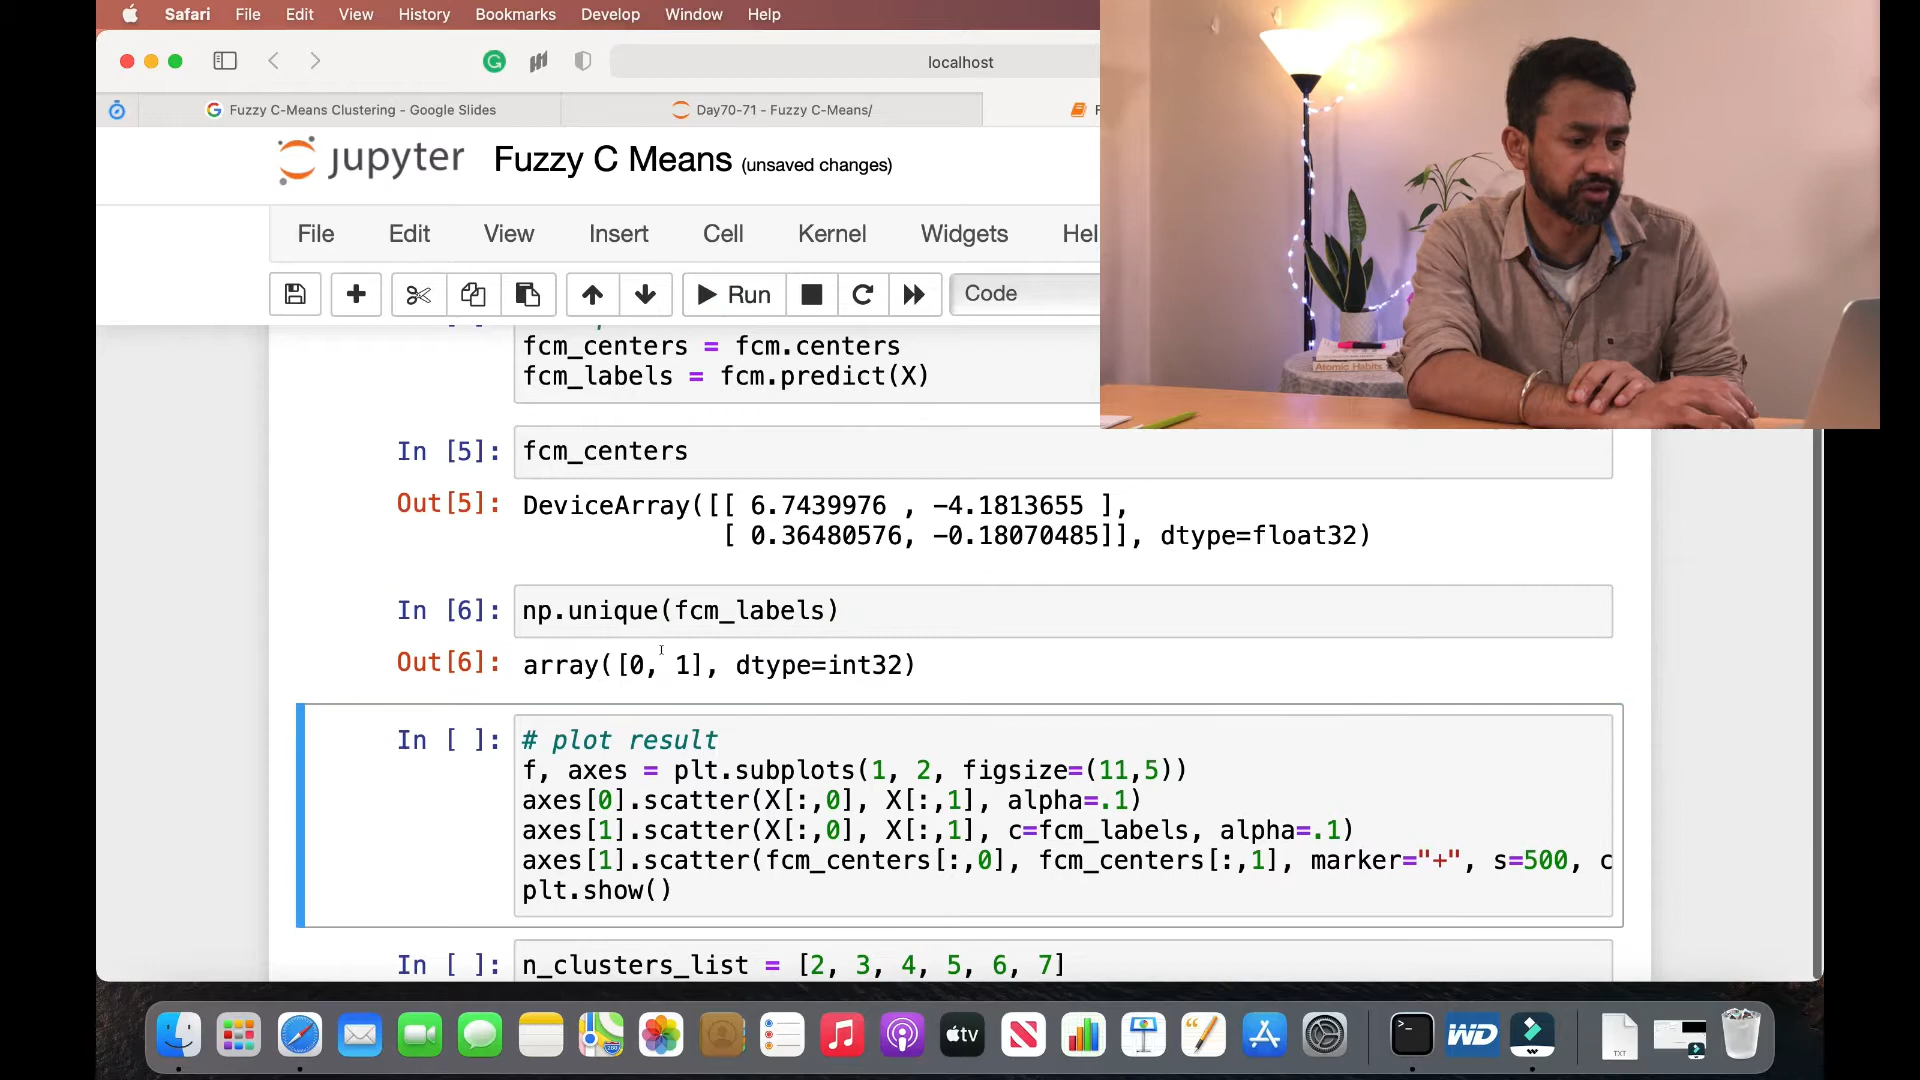 Safari File Edit View History Bookmarks Develop Window Help
localhost
Fuzzy C-Means Clustering - Google Slides
Day70-71 - Fuzzy C-Means/
jupyter Fuzzy C Means (unsaved changes)
File Edit View Insert Cell Kernel Widgets Hel
Run
Code
fcm_centers = fcm.centers
fcm_labels = fcm.predict(X)
In [5]: fcm_centers
Out[5]: DeviceArray([[ 6.7439976 , -4.1813655 ],
[ 0.36480576, -0.18070485]], dtype=float32)
In [6]: np.unique(fcm_labels)
Out[6]: array([0, 1], dtype=int32)
In [ ]: # plot result
f, axes = plt.subplots(1, 2, figsize=(11,5))
axes[0].scatter(X[:,0], X[:,1], alpha=.1)
axes[1].scatter(X[:,0], X[:,1], c=fcm_labels, alpha=.1)
axes[1].scatter(fcm_centers[:,0], fcm_centers[:,1], marker="+", s=500, c
plt.show()
In [ ]: n_clusters_list = [2, 3, 4, 5, 6, 7]
Atomic Habits
tv
WD
TXT